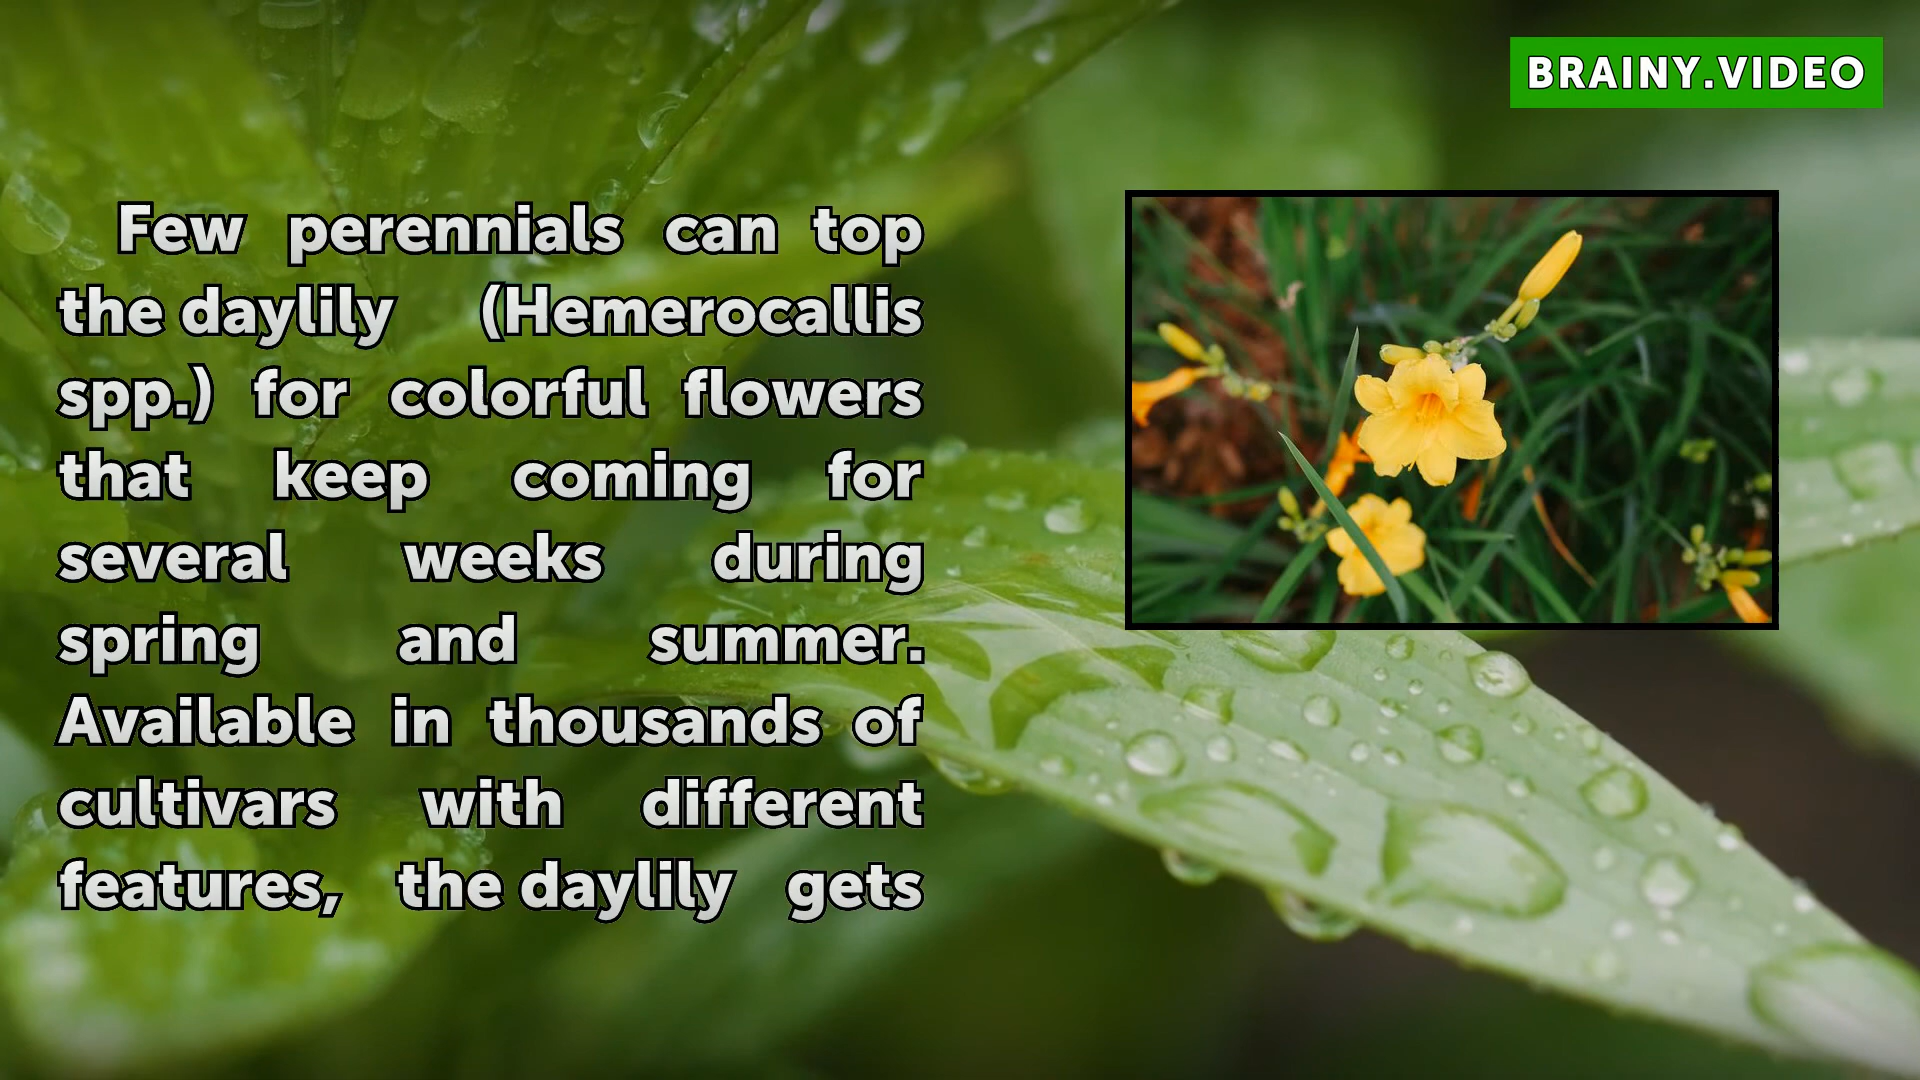 BRAINY.VIDEO
Few perennials can top
the daylily (Hemerocallis
spp.) for colorful flowers
that keep coming for
several weeks during
spring and summer.
Available in thousands of
cultivars with different
features, the daylily gets